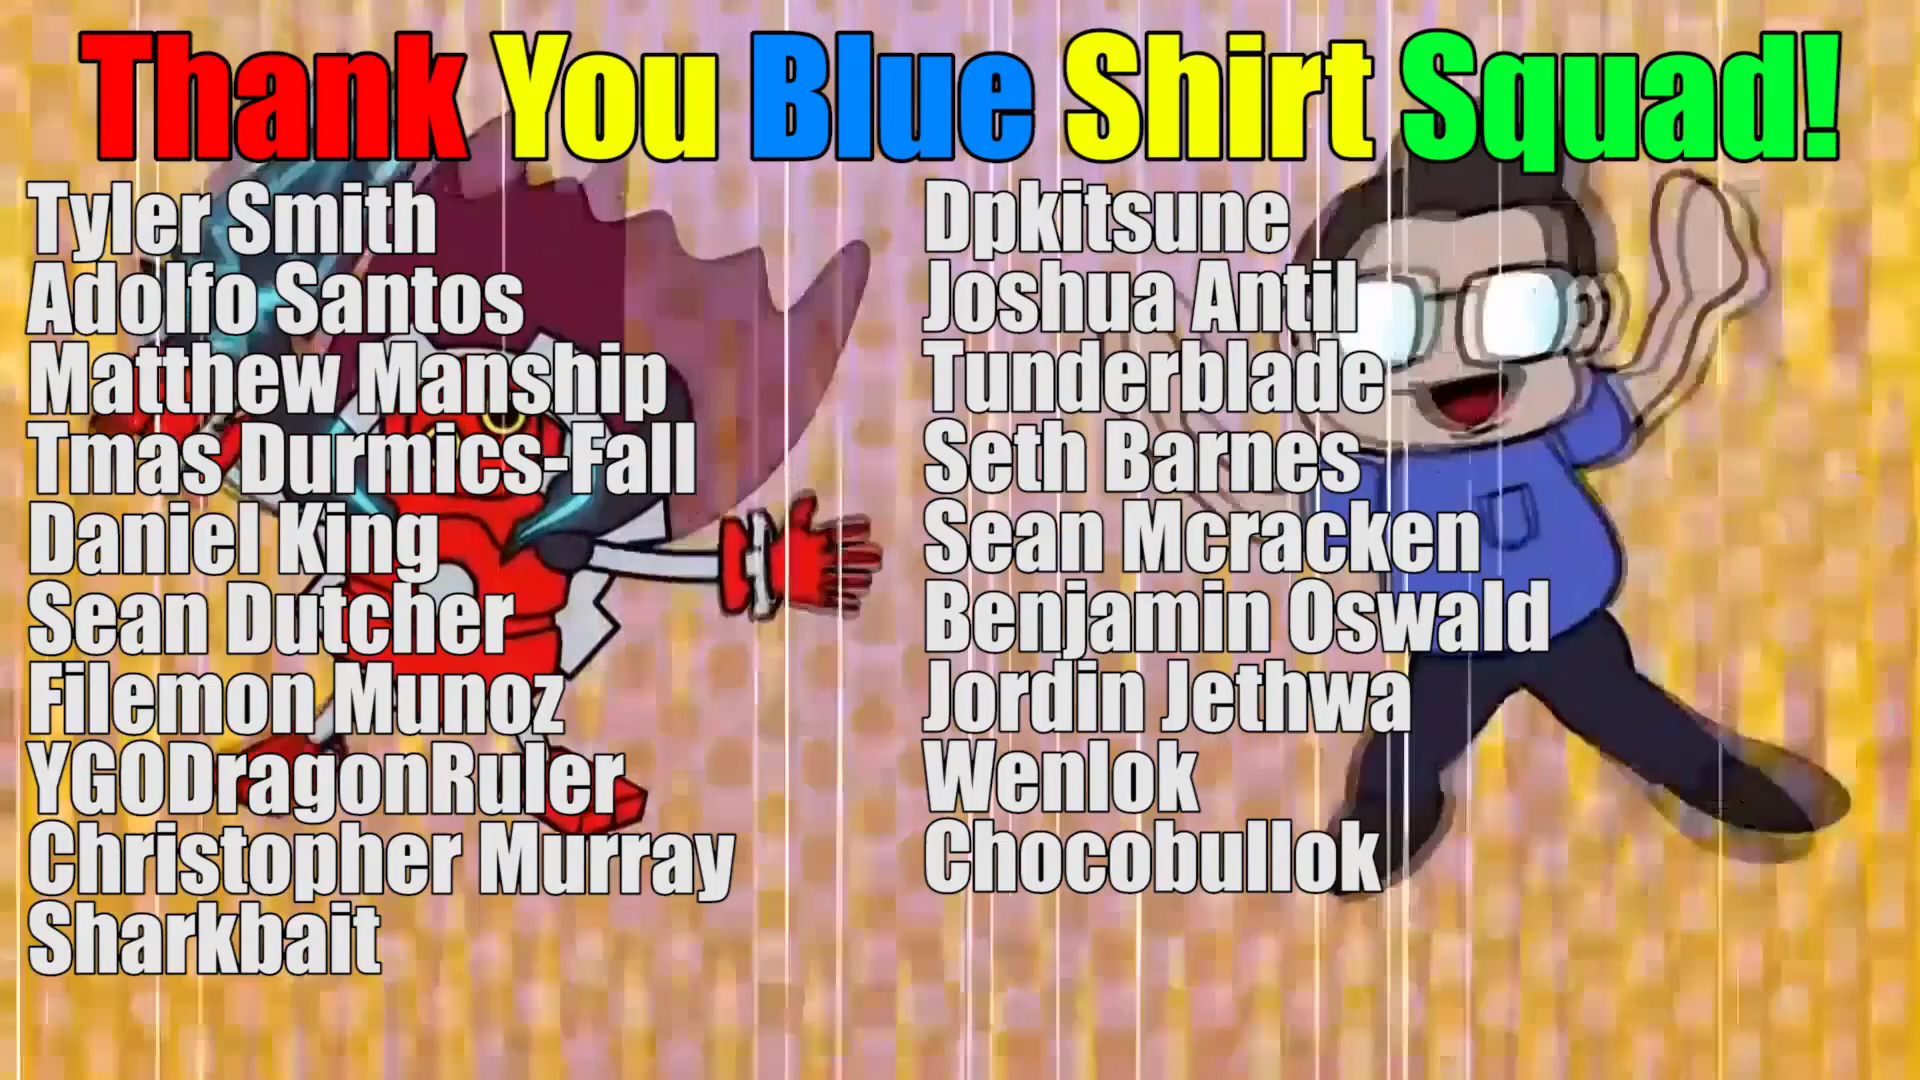 Thank You Blue Shirt Squad!
Tyler Smith
Adolfo Santos
Matthew Manship
Tmas Durmics-Fall
Daniel King
Sean Dutcher
Filemon Munoz
YGODragonRuler
Christopher Murray
Sharkbait
Dpkitsune
Joshua Antil
Tunderblade
Seth Barnes
Sean Mcracken
Benjamin Oswald
Jordin Jethwa
Wenlok
Chocobullok